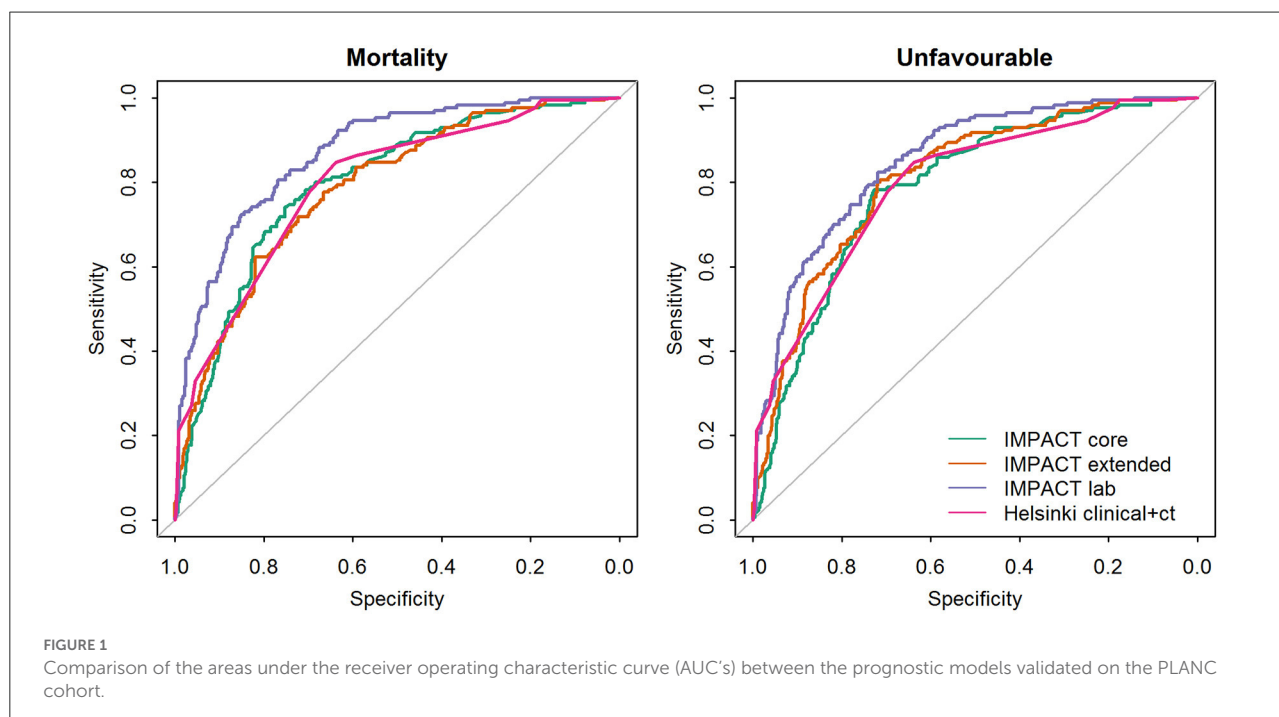 Mortality
Unfavourable
1.0
0.8
0.6
0.4
0.2
0.0
Sensitivity
1.0
0.8
0.6
0.4
0.2
0.0
Specificity
1.0
0.8
0.6
0.4
0.2
0.0
Sensitivity
IMPACT core
IMPACT extended
IMPACT lab
Helsinki clinical+ct
1.0
0.8
0.6
0.4
0.2
0.0
Specificity
FIGURE 1
Comparison of the areas under the receiver operating characteristic curve (AUC's) between the prognostic models validated on the PLANC
cohort.